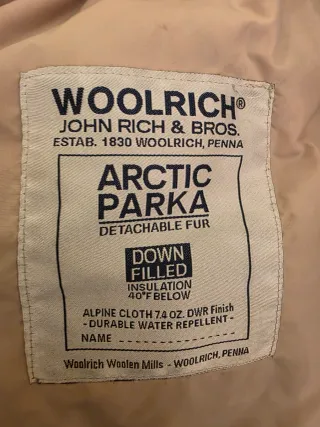 WOOLRICH®
JOHN RICH & BROS.
ESTAB. 1830 WOOLRICH, PENNA
ARCTIC
PARKA
DETACHABLE FUR
DOWN
FILLED
INSULATION
40°F BELOW
ALPINE CLOTH 7.4 OZ. DWR Finish
- DURABLE WATER REPELLENT -
NAME
Woolrich Woolen Mills - WOOLRICH, PENNA